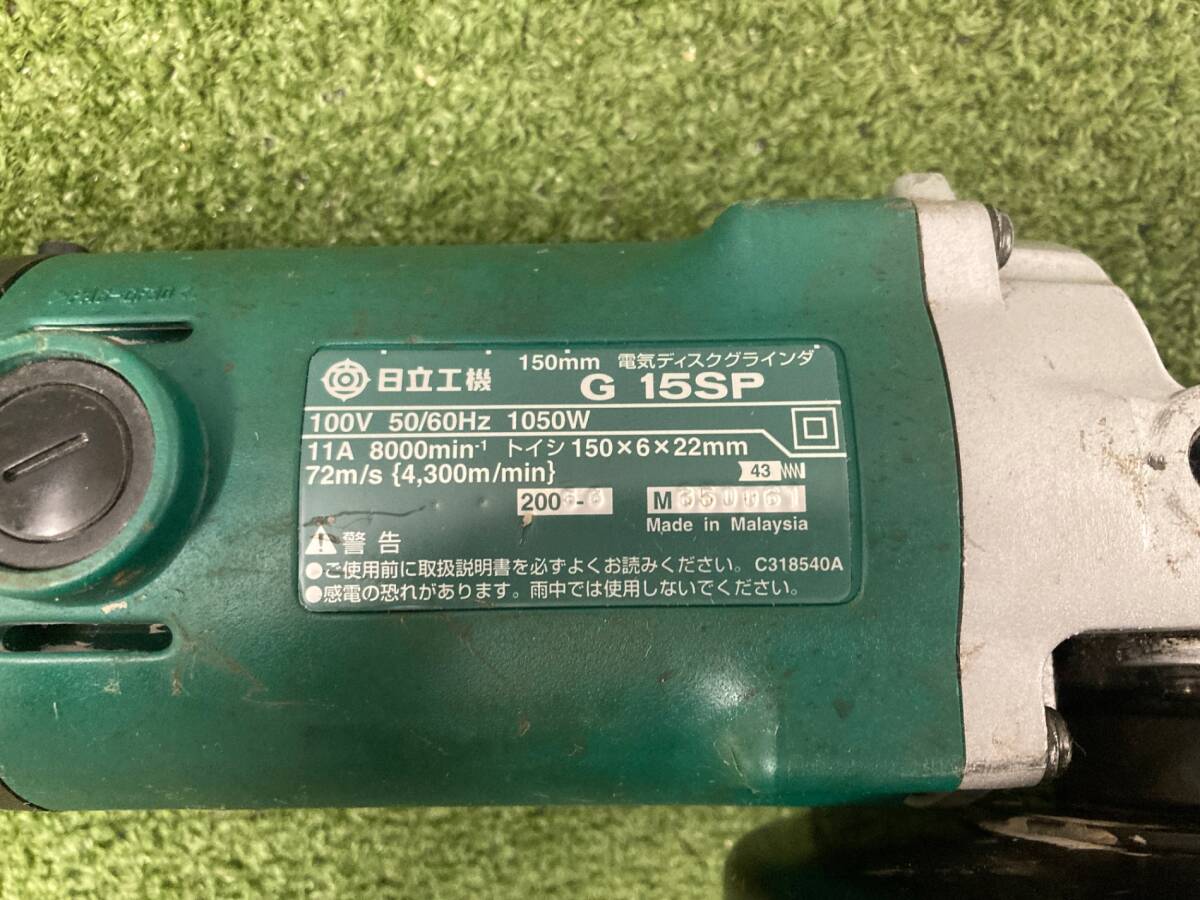 日立工機
150mm 電気ディスクグラインダ
G 15SP
100V 50/60Hz 1050W
11A 8000min⁻¹ トイシ 150×6×22mm
72m/s {4,300m/min}
43
200
M
Made in Malaysia
警告
●ご使用前に取扱説明書を必ずよくお読みください。 C318540A
●感電の恐れがあります。雨中では使用しないでください。